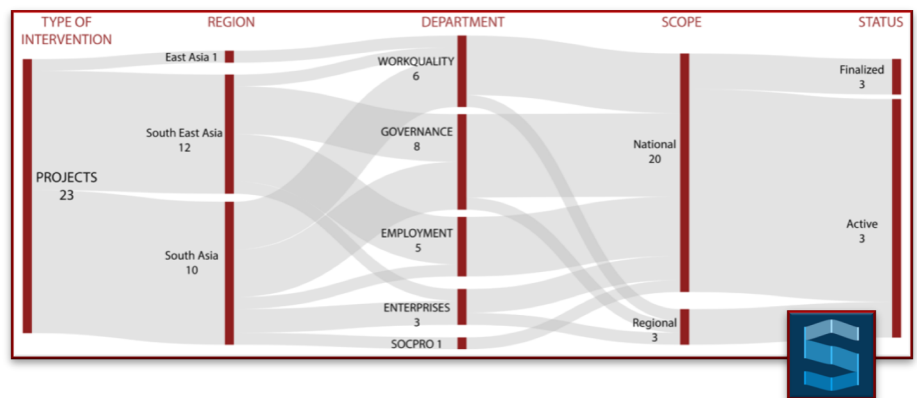 TYPE OF
INTERVENTION
REGION
DEPARTMENT
SCOPE
STATUS
PROJECTS
23
East Asia 1
South East Asia
12
South Asia
10
WORKQUALITY
6
GOVERNANCE
8
EMPLOYMENT
5
ENTERPRISES
3
SOCPRO 1
National
20
Regional
3
Finalized
3
Active
3